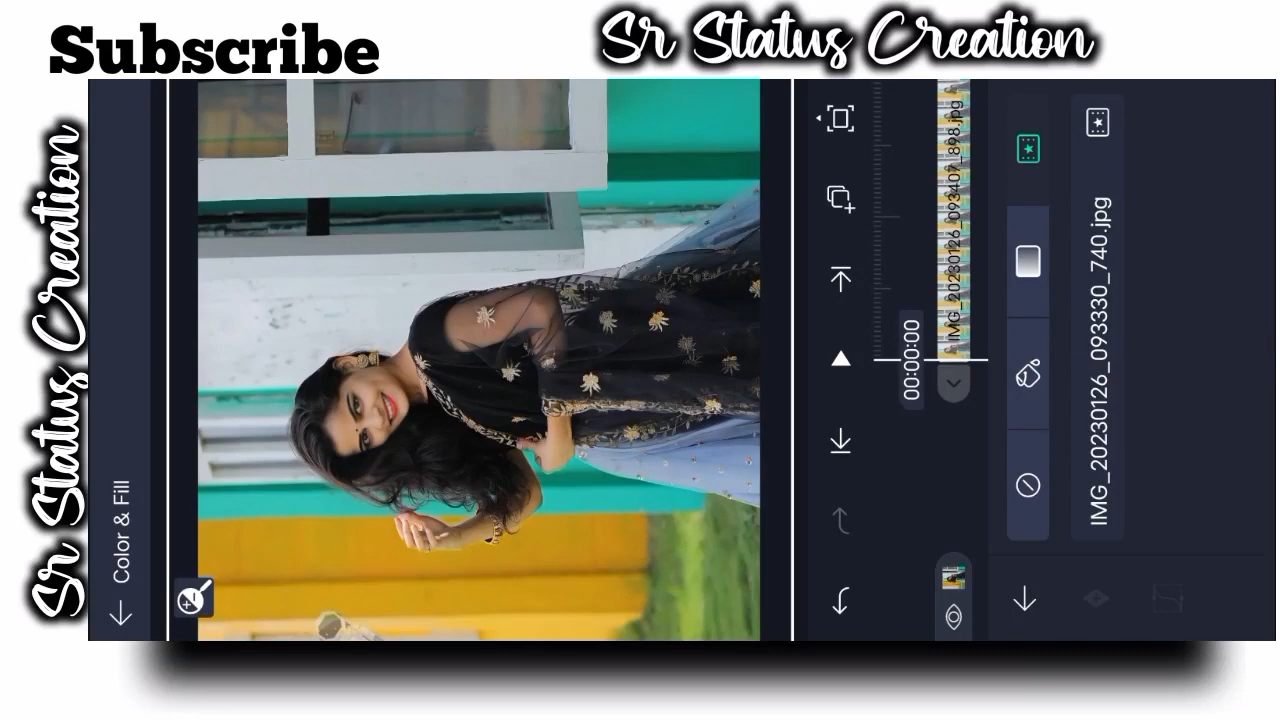 Subscribe
Sr Status Creation
Sr Status Creation
Color & Fill
00:00:00
IMG_20230126_093407_898.jpg
IMG_20230126_093330_740.jpg